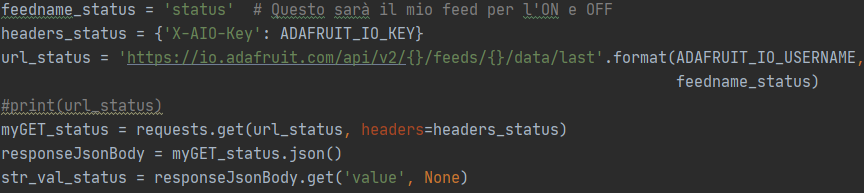 feedname_status = 'status'  # Questo sarà il mio feed per l'ON e OFF
headers_status = {'X-AIO-Key': ADAFRUIT_IO_KEY}
url_status = 'https://io.adafruit.com/api/v2/{}/feeds/{}/data/last'.format(ADAFRUIT_IO_USERNAME,
feedname_status)
#print(url_status)
myGET_status = requests.get(url_status, headers=headers_status)
responseJsonBody = myGET_status.json()
str_val_status = responseJsonBody.get('value', None)